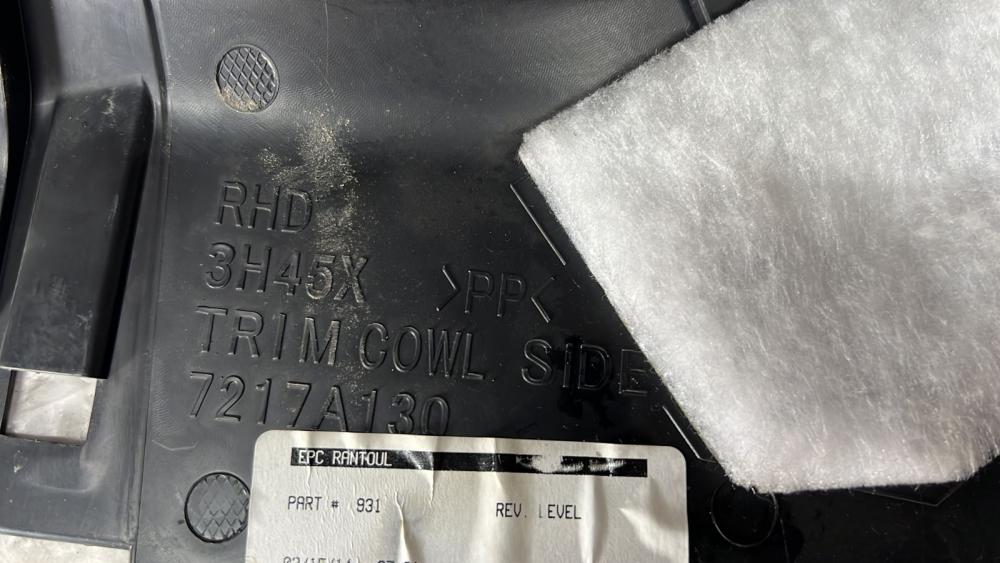 RHD
3H45X
>PP<
TRIM COWL SIDE
7217A130
EPC RANTOUL
PART # 931
REV. LEVEL